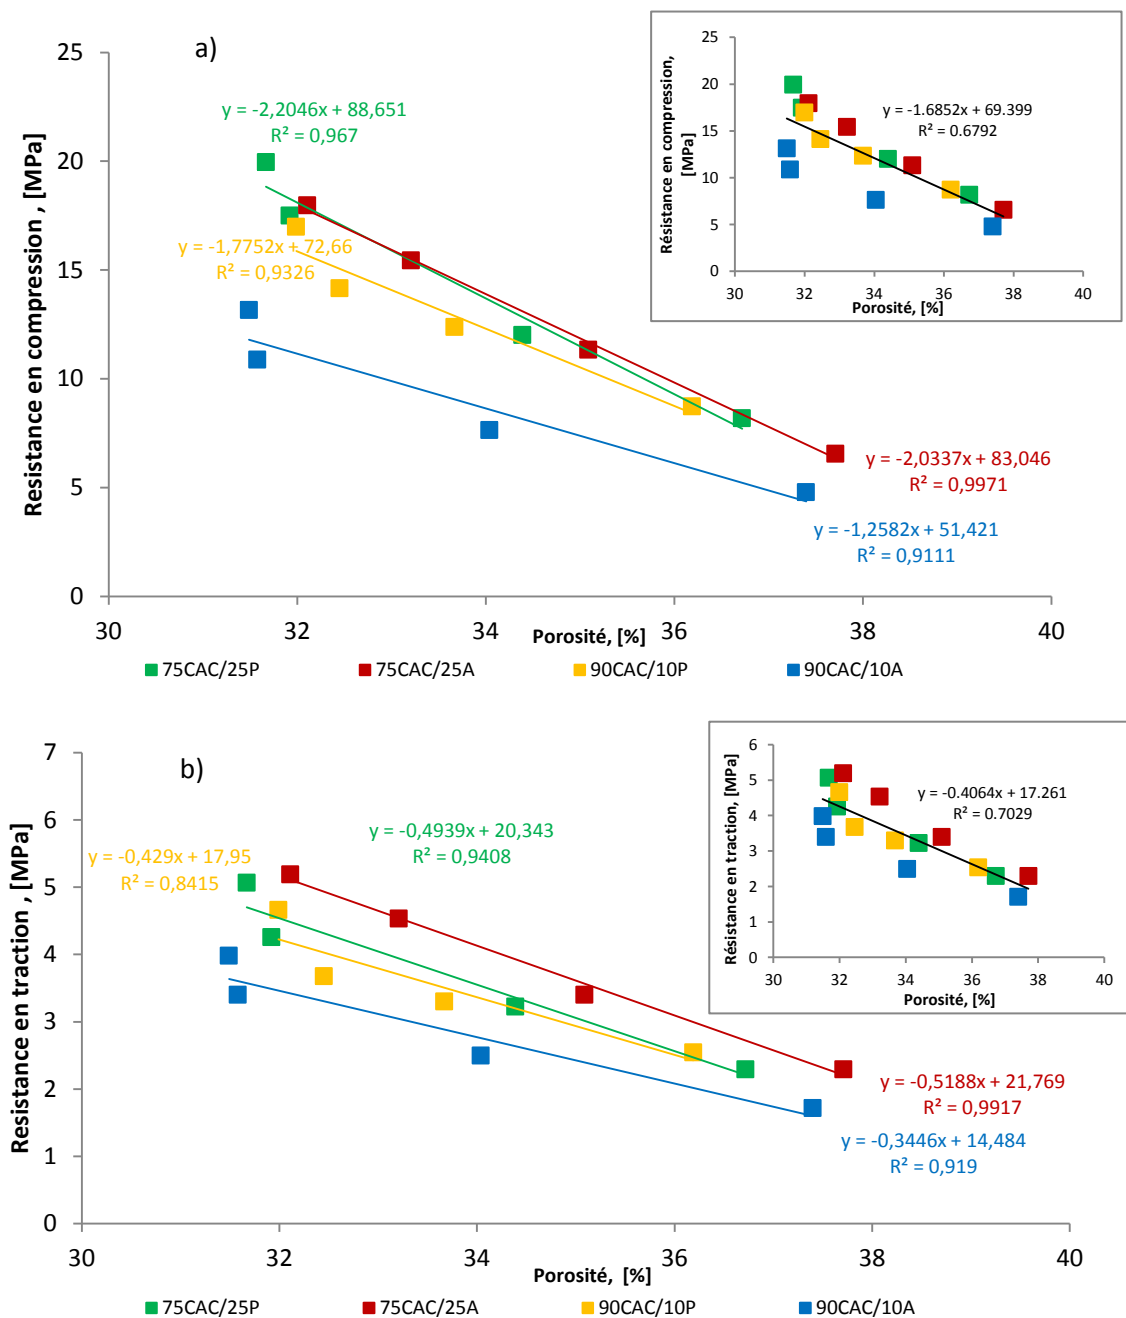 a)
25
20
15
10
5
0
30
32
34
36
38
40
Resistance en compression , [MPa]
Porosité, [%]
y = -2,2046x + 88,651
R² = 0,967
y = -1,7752x + 72,66
R² = 0,9326
y = -2,0337x + 83,046
R² = 0,9971
y = -1,2582x + 51,421
R² = 0,9111
75CAC/25P
75CAC/25A
90CAC/10P
90CAC/10A
25
20
15
10
5
0
30
32
34
36
38
40
Résistance en compression,
[MPa]
Porosité, [%]
y = -1.6852x + 69.399
R² = 0.6792
b)
7
6
5
4
3
2
1
0
30
32
34
36
38
40
Resistance en traction , [MPa]
Porosité, [%]
y = -0,4939x + 20,343
R² = 0,9408
y = -0,429x + 17,95
R² = 0,8415
y = -0,5188x + 21,769
R² = 0,9917
y = -0,3446x + 14,484
R² = 0,919
75CAC/25P
75CAC/25A
90CAC/10P
90CAC/10A
6
5
4
3
2
1
0
30
32
34
36
38
40
Résistance en traction, [MPa]
Porosité, [%]
y = -0.4064x + 17.261
R² = 0.7029